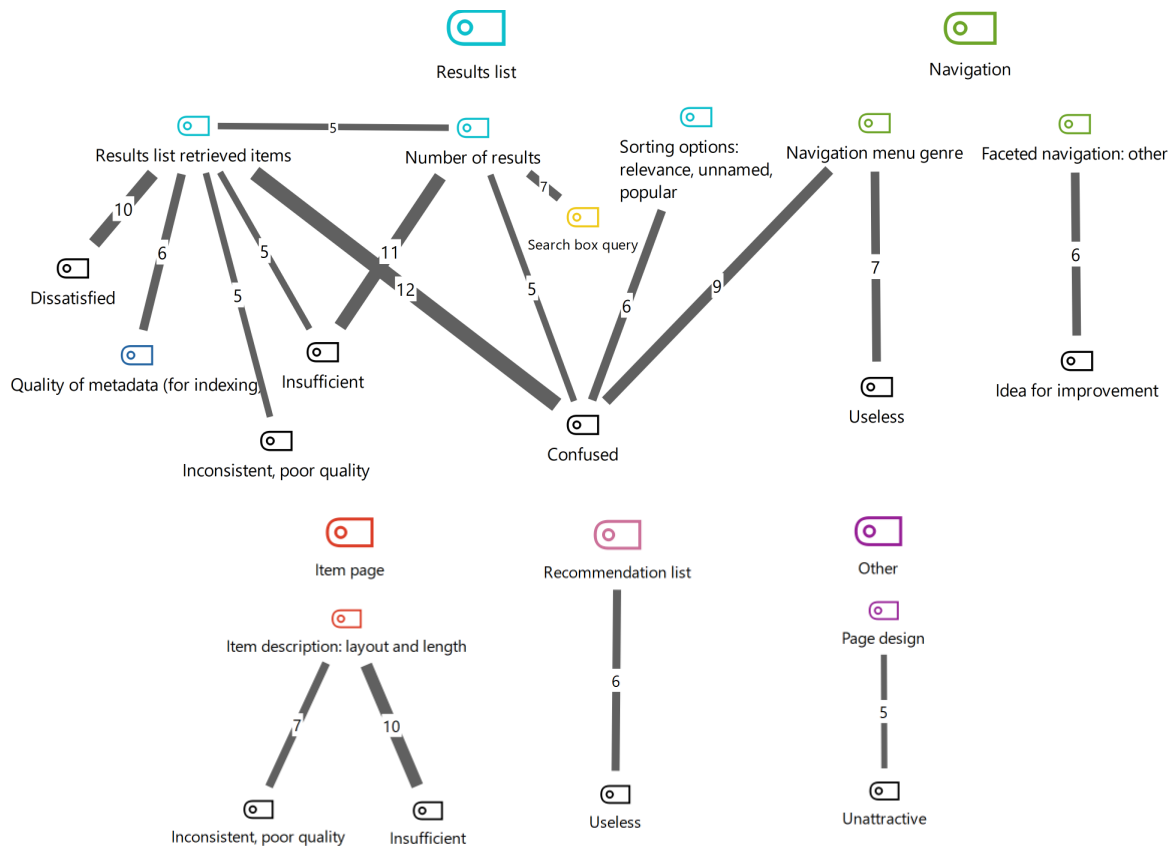 Results list
Navigation
Results list retrieved items
5
Number of results
Sorting options:
relevance, unnamed,
popular
Navigation menu genre
Faceted navigation: other
10
6
5
5
11
12
7
Search box query
5
6
9
7
6
Dissatisfied
Quality of metadata (for indexing)
Insufficient
Inconsistent, poor quality
Confused
Useless
Idea for improvement
Item page
Recommendation list
Other
Item description: layout and length
Page design
7
10
6
5
Inconsistent, poor quality
Insufficient
Useless
Unattractive